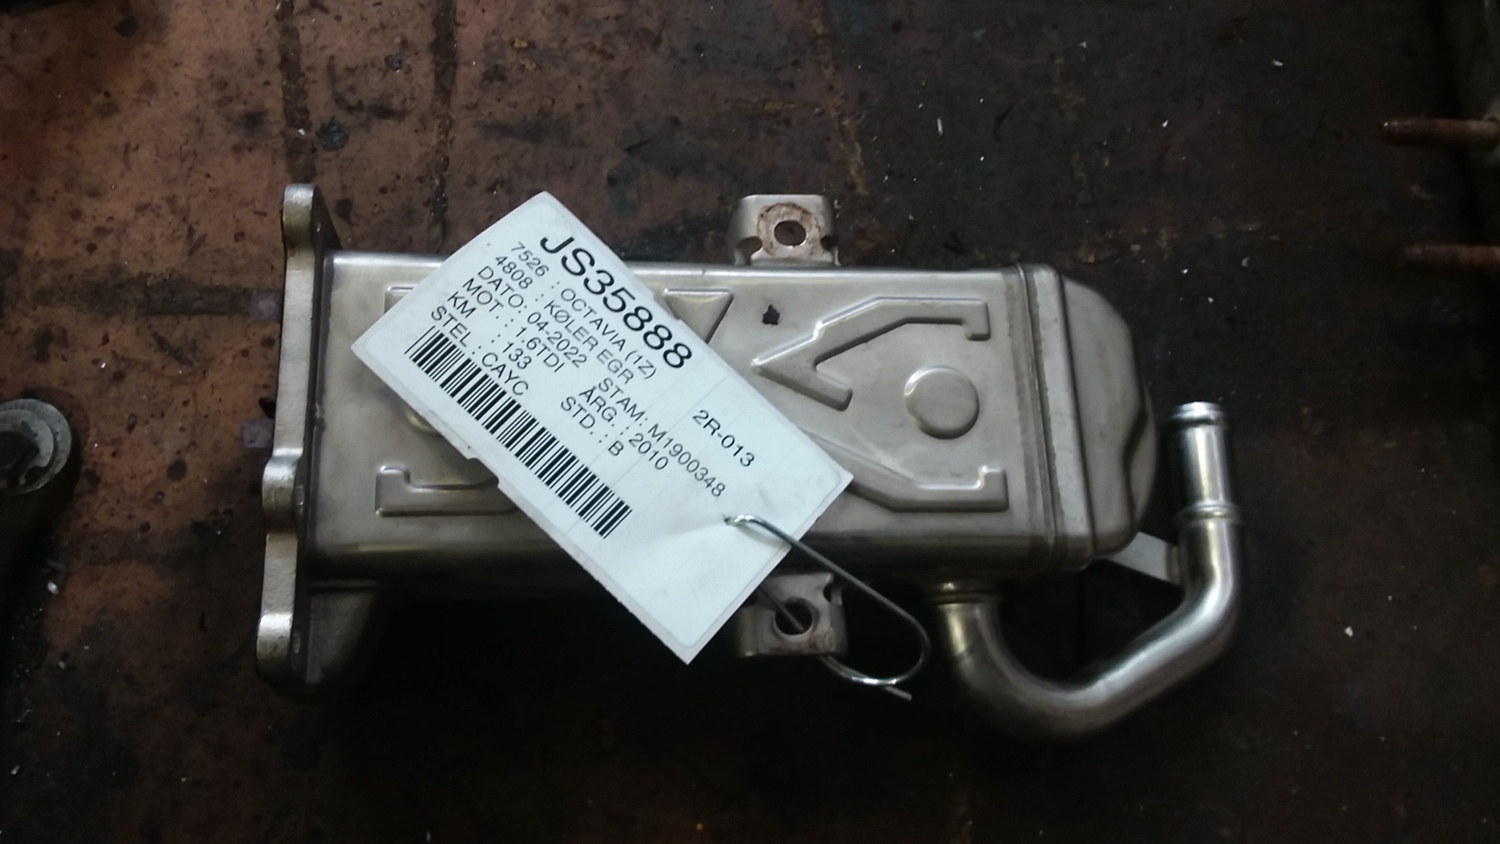 JS35888
7526 : OCTAVIA (1Z) 2R-013
4808 : KØLER EGR
DATO: 04-2022 STAM: M1900348
MOT. : 1.6TDI ÅRG. : 2010
KM : 133 STD. : B
STEL : CAYC